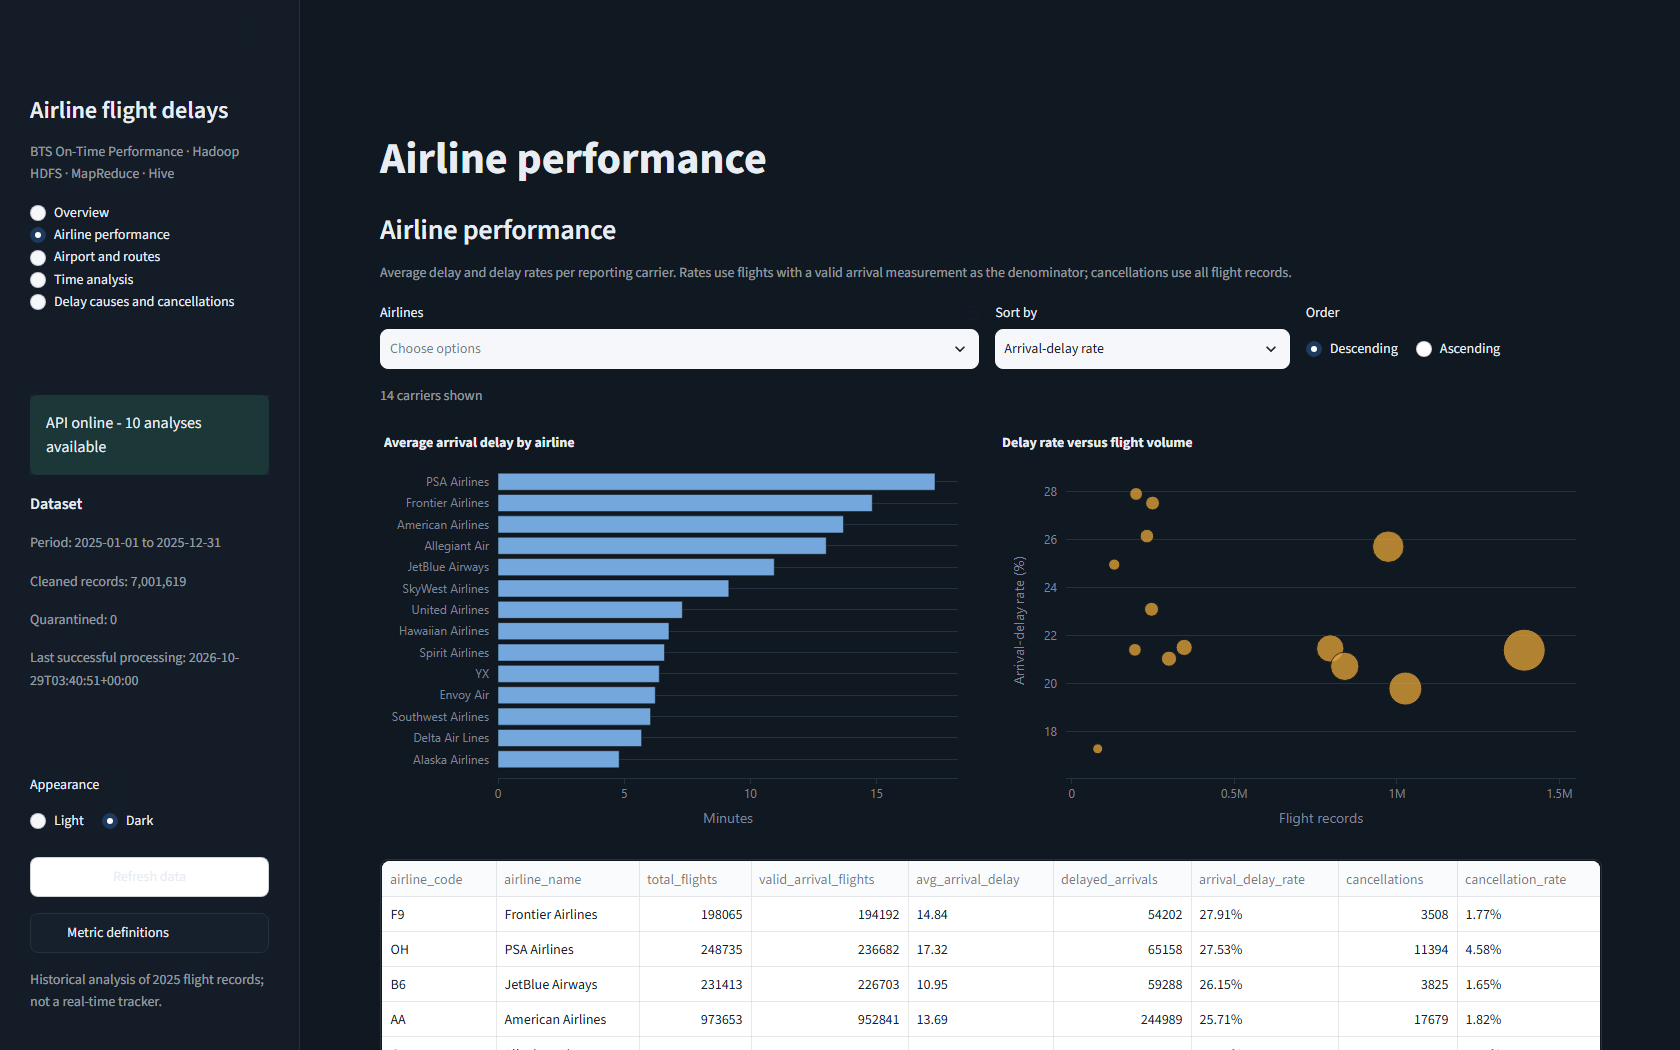 Airline flight delays
BTS On-Time Performance · Hadoop
HDFS · MapReduce · Hive
Overview
Airline performance
Airport and routes
Time analysis
Delay causes and cancellations
API online - 10 analyses
available
Dataset
Period: 2025-01-01 to 2025-12-31
Cleaned records: 7,001,619
Quarantined: 0
Last successful processing: 2026-10-
29T03:40:51+00:00
Appearance
Light Dark
Refresh data
Metric definitions
Historical analysis of 2025 flight records;
not a real-time tracker.
Airline performance
Airline performance
Average delay and delay rates per reporting carrier. Rates use flights with a valid arrival measurement as the denominator; cancellations use all flight records.
Airlines Sort by Order
Choose options Arrival-delay rate Descending Ascending
14 carriers shown
Average arrival delay by airline
PSA Airlines
Frontier Airlines
American Airlines
Allegiant Air
JetBlue Airways
SkyWest Airlines
United Airlines
Hawaiian Airlines
Spirit Airlines
YX
Envoy Air
Southwest Airlines
Delta Air Lines
Alaska Airlines
0 5 10 15
Minutes
Delay rate versus flight volume
Arrival-delay rate (%)
28
26
24
22
20
18
0 0.5M 1M 1.5M
Flight records
airline_code airline_name total_flights valid_arrival_flights avg_arrival_delay delayed_arrivals arrival_delay_rate cancellations cancellation_rate
F9 Frontier Airlines 198065 194192 14.84 54202 27.91% 3508 1.77%
OH PSA Airlines 248735 236682 17.32 65158 27.53% 11394 4.58%
B6 JetBlue Airways 231413 226703 10.95 59288 26.15% 3825 1.65%
AA American Airlines 973653 952841 13.69 244989 25.71% 17679 1.82%